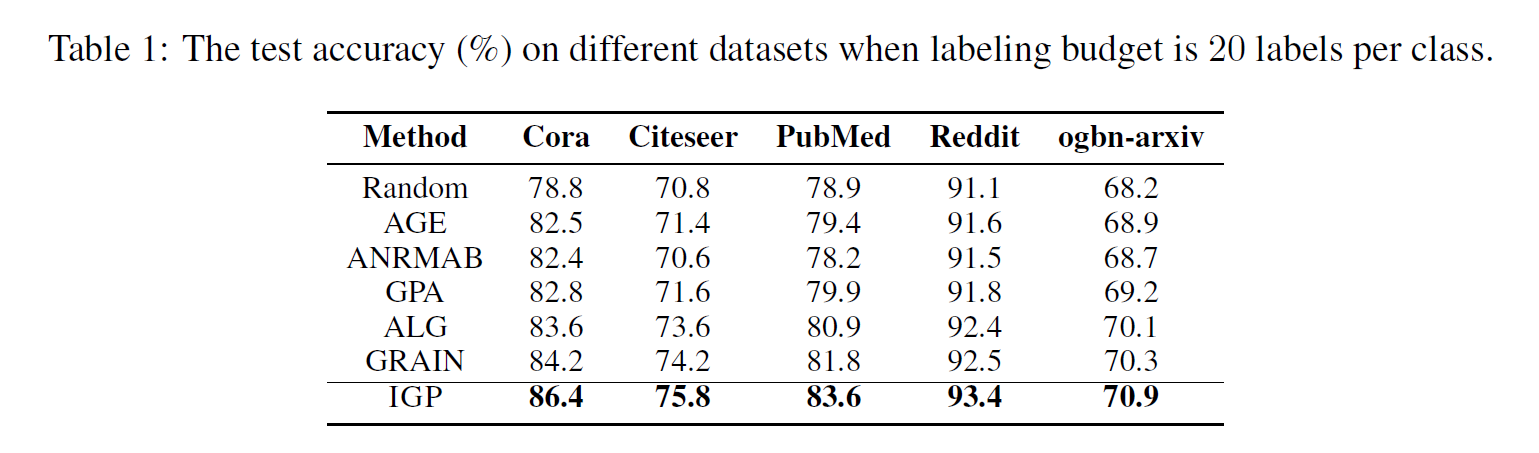 Table 1: The test accuracy (%) on different datasets when labeling budget is 20 labels per class.
Method Cora Citeseer PubMed Reddit ogbn-arxiv
Random 78.8 70.8 78.9 91.1 68.2
AGE 82.5 71.4 79.4 91.6 68.9
ANRMAB 82.4 70.6 78.2 91.5 68.7
GPA 82.8 71.6 79.9 91.8 69.2
ALG 83.6 73.6 80.9 92.4 70.1
GRAIN 84.2 74.2 81.8 92.5 70.3
IGP 86.4 75.8 83.6 93.4 70.9